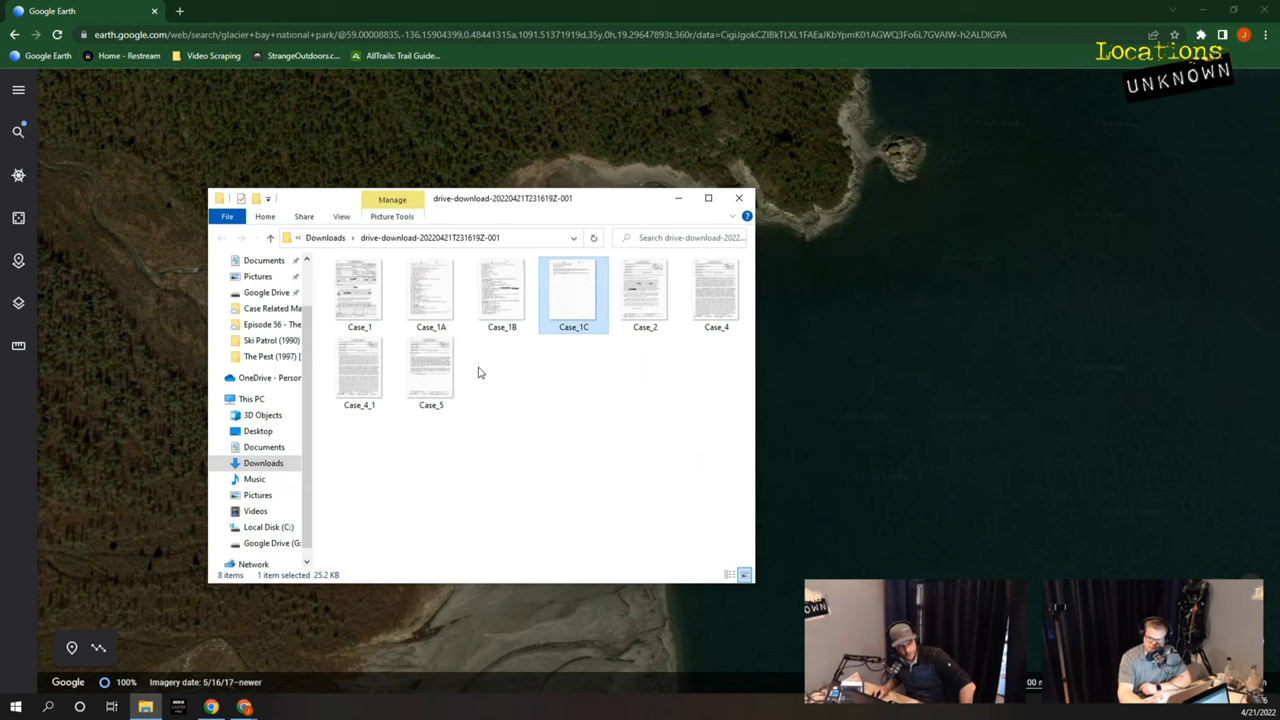 Google Earth
earth.google.com/web/search/glacier+bay+national+park/@59.00008835,-136.15904399,0.48441315a,1091.51371919d,35y,0h,19.29647893t,360r/data=CigiJgokCZIBkTLXL1FAEaJKbYpmK01AGWQ3Fo6L7GVAIW-h2ALDIGPA
Google Earth
Home - Restream
Video Scraping
StrangeOutdoors.c...
AllTrails: Trail Guide...
Locations
UNKNOWN
Manage
drive-download-20220421T231619Z-001
File
Home
Share
View
Picture Tools
Downloads
drive-download-20220421T231619Z-001
Search drive-download-2022...
Documents
Pictures
Google Drive
Case Related Ma
Episode 56 - The
Ski Patrol (1990)
The Pest (1997) [
OneDrive - Person
This PC
3D Objects
Desktop
Documents
Downloads
Music
Pictures
Videos
Local Disk (C:)
Google Drive (G:
Network
Case_1
Case_1A
Case_1B
Case_1C
Case_2
Case_4
Case_4_1
Case_5
8 items
1 item selected
25.2 KB
Google
100%
Imagery date: 5/16/17-newer
00 m
OWN
4/21/2022